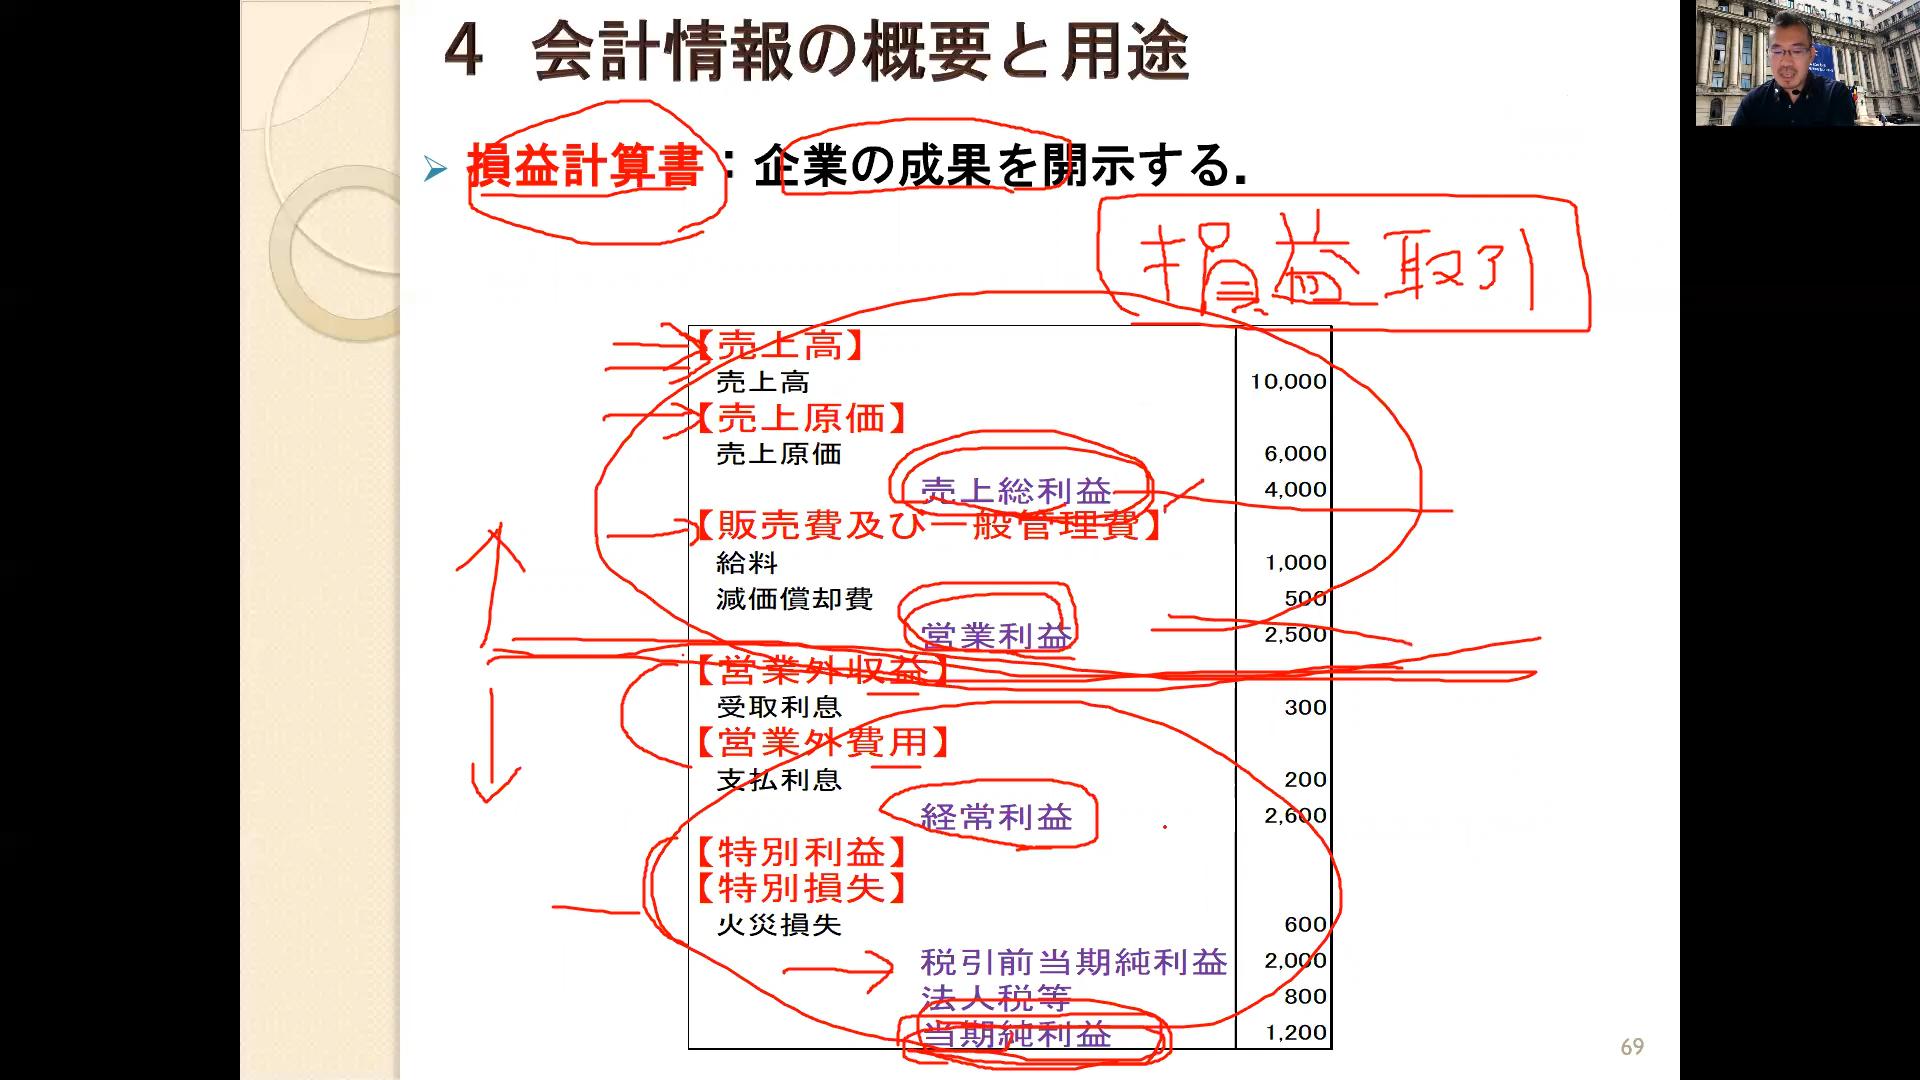 4 会計情報の概要と用途
損益計算書：企業の成果を開示する.
損益取引
【売上高】
売上高 10,000
【売上原価】
売上原価 6,000
売上総利益 4,000
【販売費及び一般管理費】
給料 1,000
減価償却費 500
営業利益 2,500
【営業外収益】
受取利息 300
【営業外費用】
支払利息 200
経常利益 2,600
【特別利益】
【特別損失】
火災損失 600
税引前当期純利益 2,000
法人税等 800
当期純利益 1,200
69